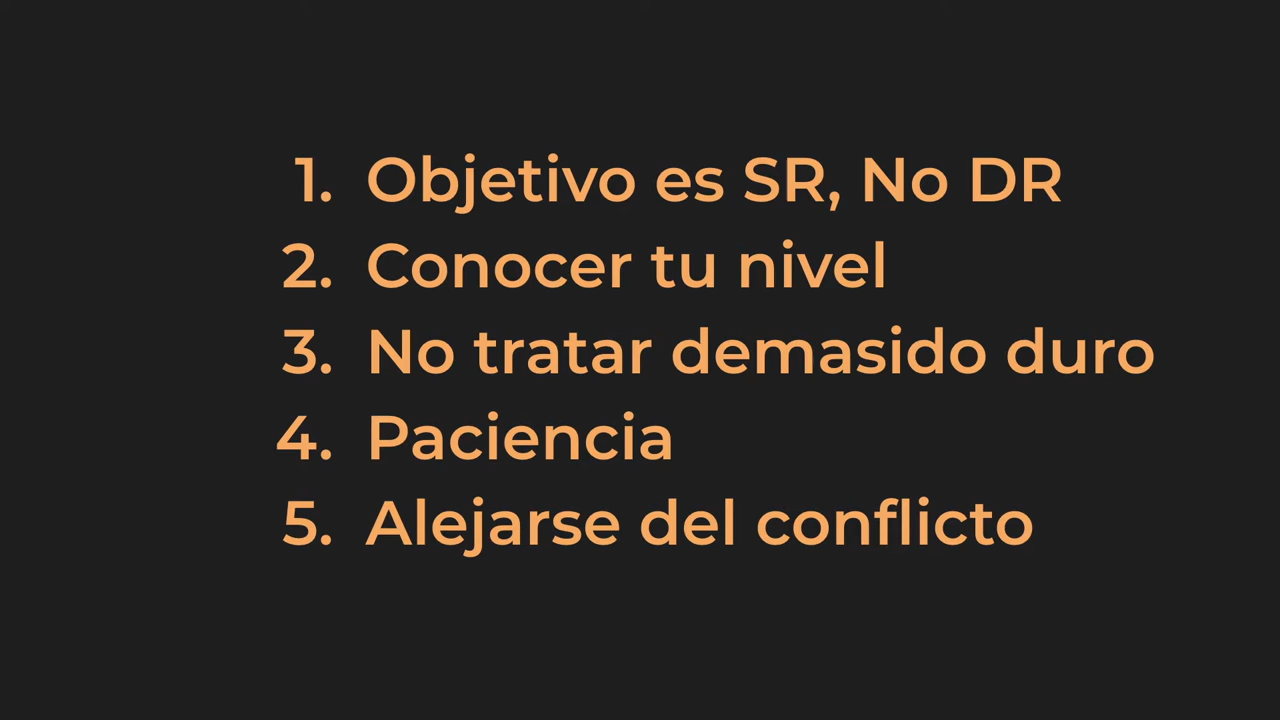 1. Objetivo es SR, No DR
2. Conocer tu nivel
3. No tratar demasido duro
4. Paciencia
5. Alejarse del conflicto